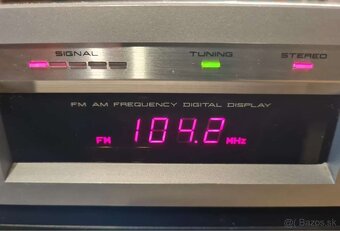 SIGNAL TUNING STEREO
FM AM FREQUENCY DIGITAL DISPLAY
FM 104.2 MHz
Bazos.sk